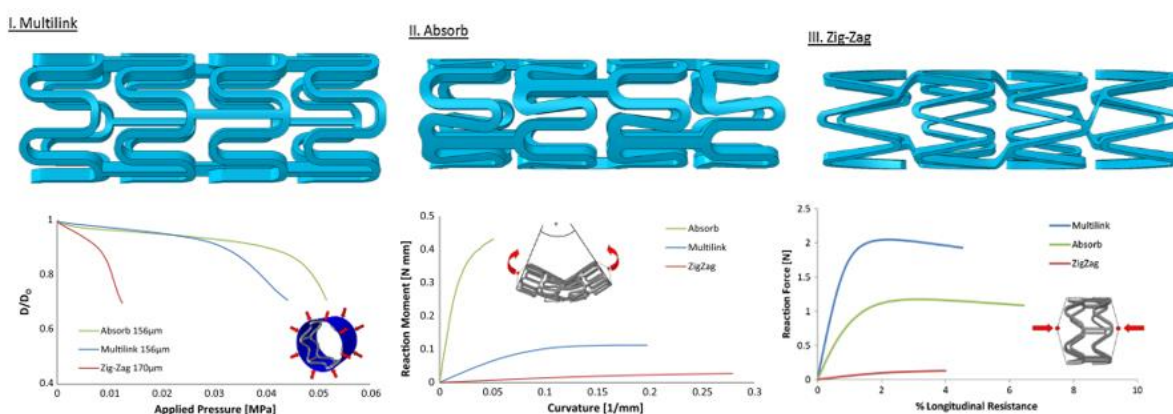 I. Multilink
II. Absorb
III. Zig-Zag
1
0.8
0.6
0.4
D/D₀
0
0.01
0.02
0.03
0.04
0.05
0.06
Applied Pressure [MPa]
Absorb 156µm
Multilink 156µm
Zig-Zag 170µm
0.5
0.4
0.3
0.2
0.1
0
Reaction Moment [N mm]
0
0.05
0.1
0.15
0.2
0.25
0.3
Curvature [1/mm]
Absorb
Multilink
ZigZag
2.5
2
1.5
1
0.5
0
Reaction Force [N]
0
2
4
6
8
10
% Longitudinal Resistance
Multilink
Absorb
ZigZag